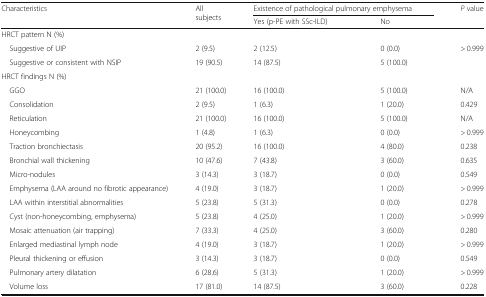 Characteristics All subjects Existence of pathological pulmonary emphysema P value
Yes (p-PE with SSc-ILD) No
HRCT pattern N (%)
Suggestive of UIP 2 (9.5) 2 (12.5) 0 (0.0) > 0.999
Suggestive or consistent with NSIP 19 (90.5) 14 (87.5) 5 (100.0)
HRCT findings N (%)
GGO 21 (100.0) 16 (100.0) 5 (100.0) N/A
Consolidation 2 (9.5) 1 (6.3) 1 (20.0) 0.429
Reticulation 21 (100.0) 16 (100.0) 5 (100.0) N/A
Honeycombing 1 (4.8) 1 (6.3) 0 (0.0) > 0.999
Traction bronchiectasis 20 (95.2) 16 (100.0) 4 (80.0) 0.238
Bronchial wall thickening 10 (47.6) 7 (43.8) 3 (60.0) 0.635
Micro-nodules 3 (14.3) 3 (18.7) 0 (0.0) 0.549
Emphysema (LAA around no fibrotic appearance) 4 (19.0) 3 (18.7) 1 (20.0) > 0.999
LAA within interstitial abnormalities 5 (23.8) 5 (31.3) 0 (0.0) 0.278
Cyst (non-honeycombing, emphysema) 5 (23.8) 4 (25.0) 1 (20.0) > 0.999
Mosaic attenuation (air trapping) 7 (33.3) 4 (25.0) 3 (60.0) 0.280
Enlarged mediastinal lymph node 4 (19.0) 3 (18.7) 1 (20.0) > 0.999
Pleural thickening or effusion 3 (14.3) 3 (18.7) 0 (0.0) 0.549
Pulmonary artery dilatation 6 (28.6) 5 (31.3) 1 (20.0) > 0.999
Volume loss 17 (81.0) 14 (87.5) 3 (60.0) 0.228